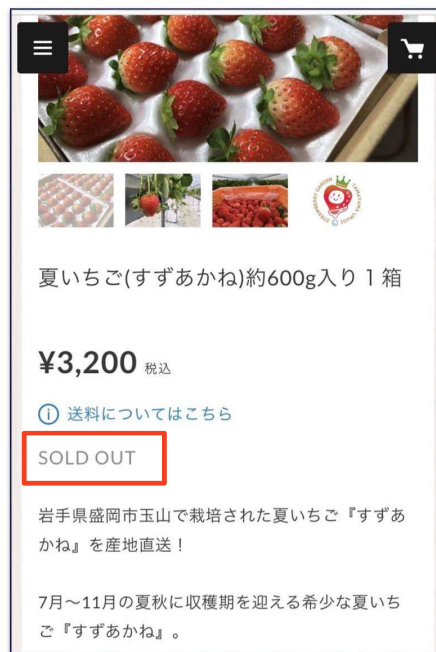 夏いちご(すずあかね)約600g入り1箱
¥3,200 税込
送料についてはこちら
SOLD OUT
岩手県盛岡市玉山で栽培された夏いちご『すずあ
かね』を産地直送！
7月～11月の夏秋に収穫期を迎える希少な夏いち
ご『すずあかね』。